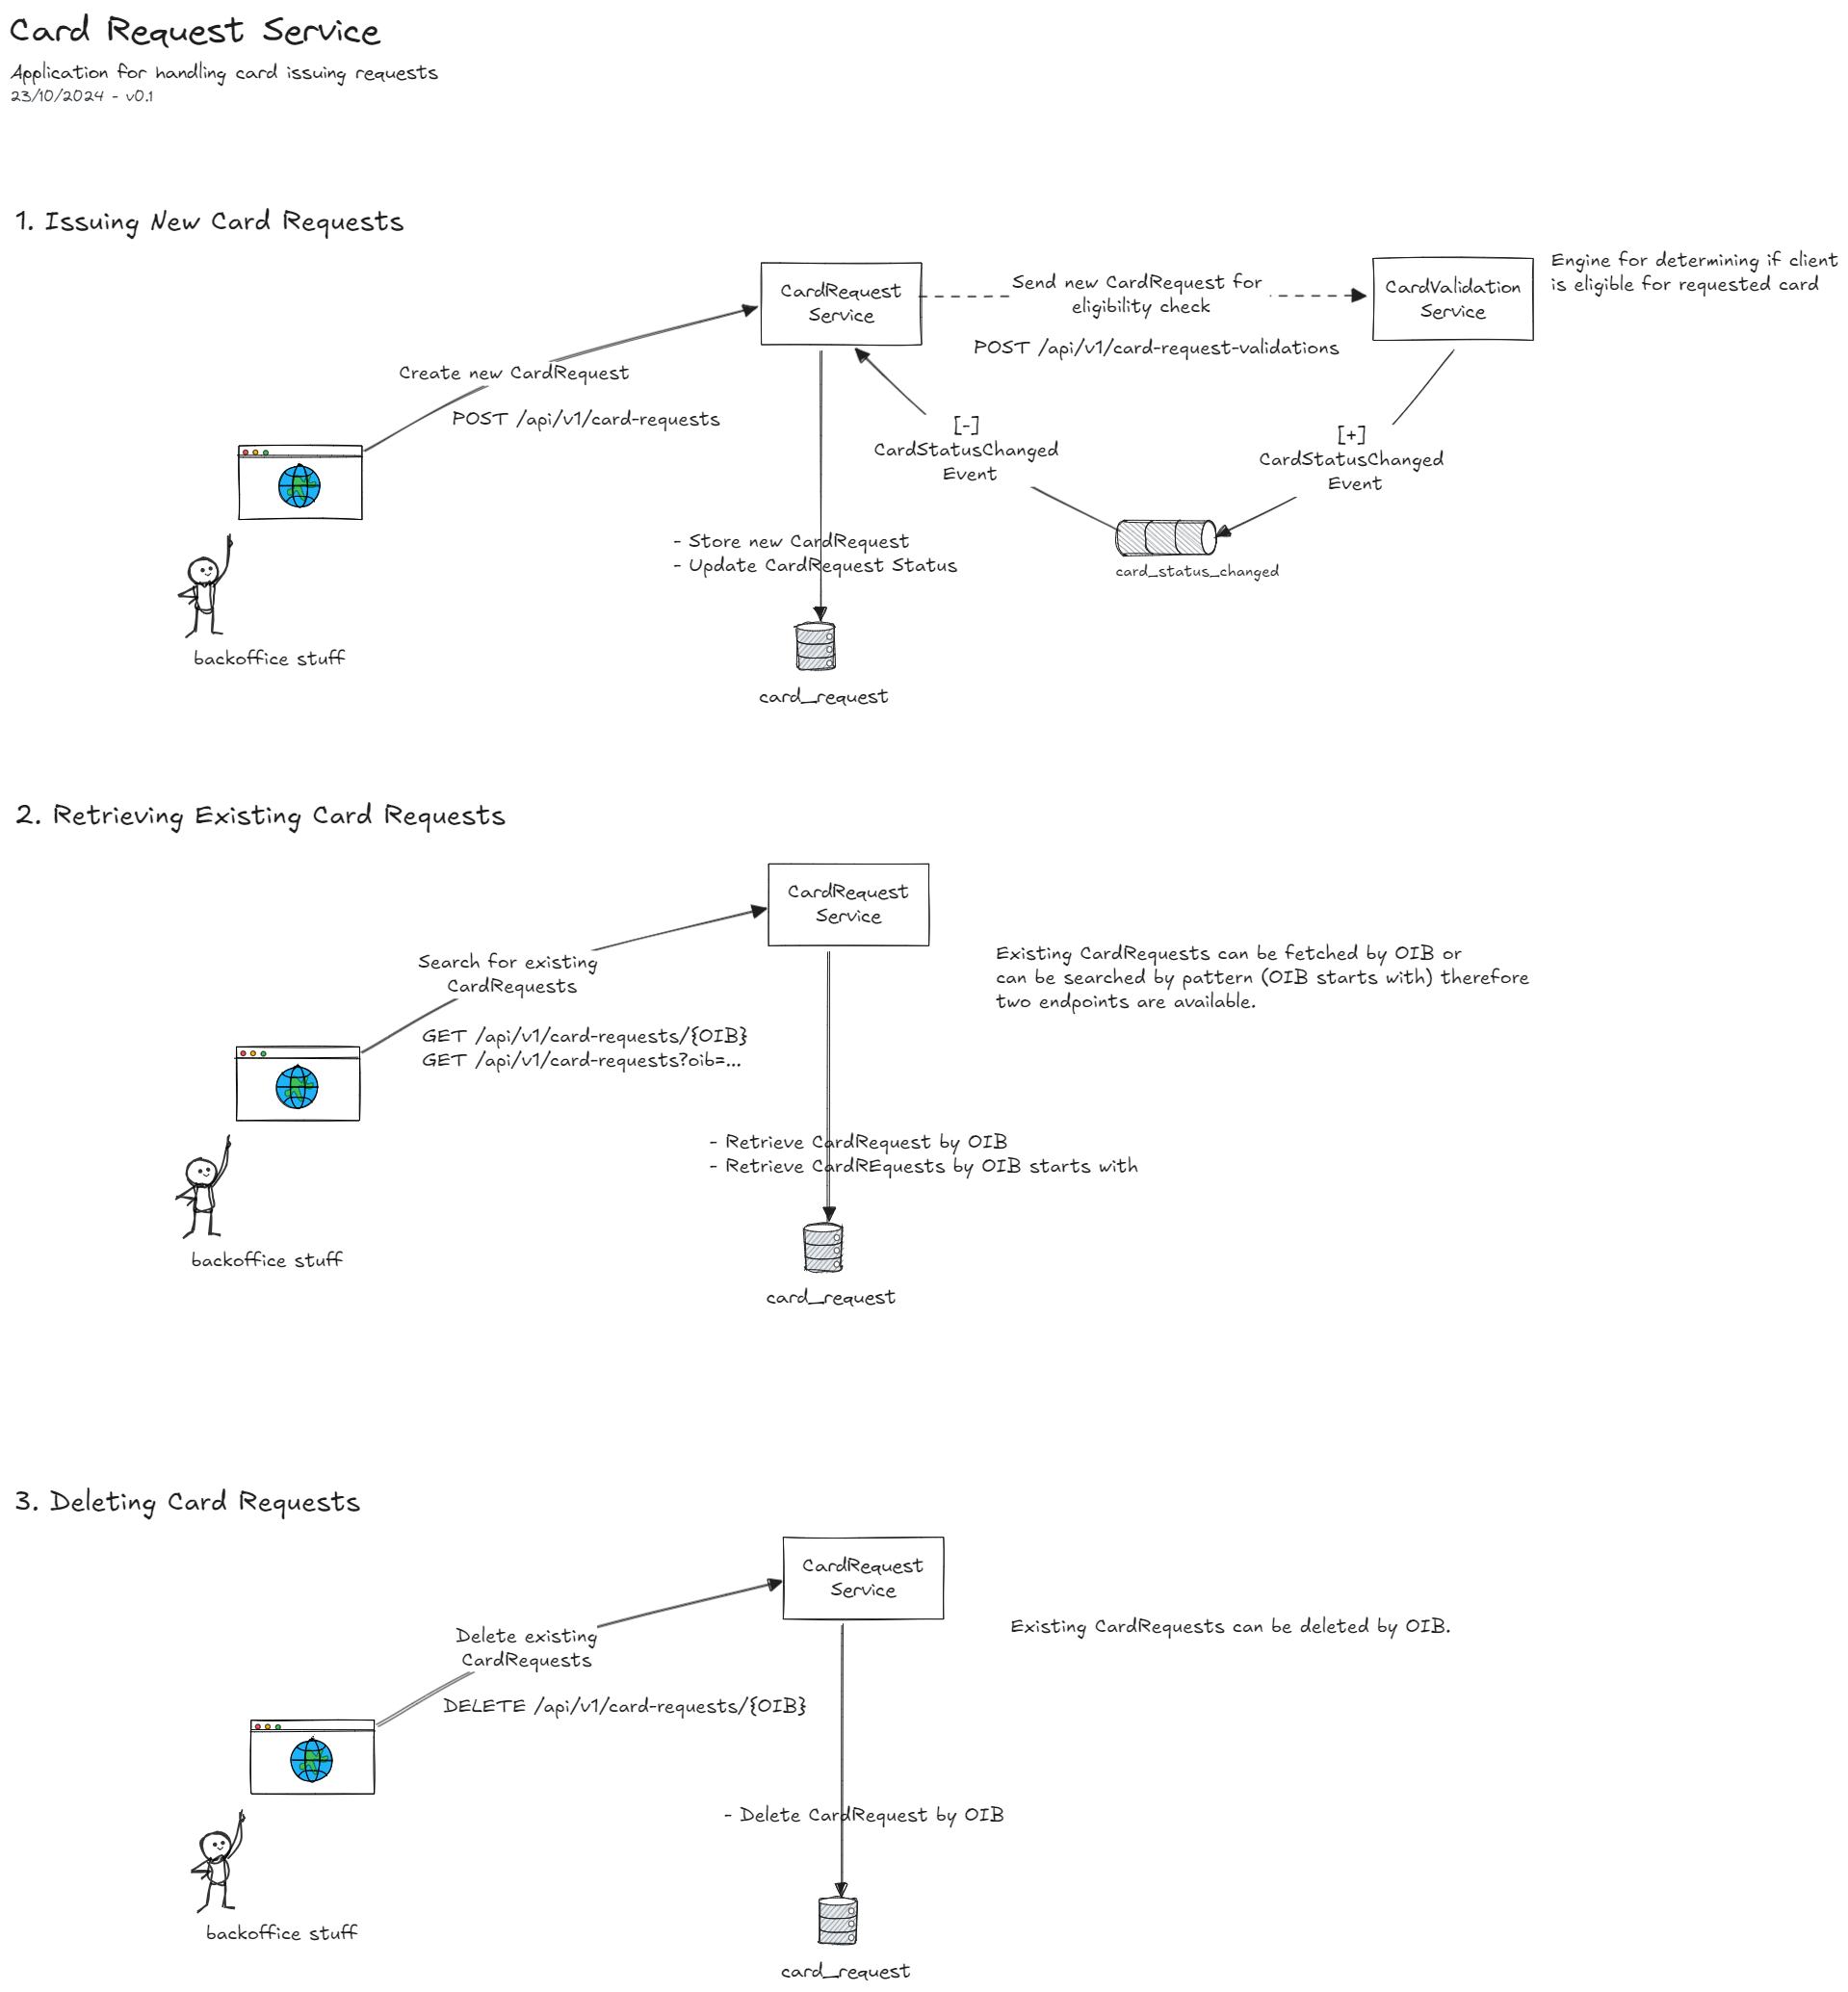 Card Request Service
Application for handling card issuing requests
23/10/2024 - v0.1
1. Issuing New Card Requests
CardRequest
Service
Send new CardRequest for
eligibility check
POST /api/v1/card-request-validations
CardValidation
Service
Engine for determining if client
is eligible for requested card
Create new CardRequest
POST /api/v1/card-requests
[-]
CardStatusChanged
Event
[+]
CardStatusChanged
Event
card_status_changed
- Store new CardRequest
- Update CardRequest Status
backoffice stuff
card_request
2. Retrieving Existing Card Requests
CardRequest
Service
Search for existing
CardRequests
GET /api/v1/card-requests/{OIB}
GET /api/v1/card-requests?oib=...
Existing CardRequests can be fetched by OIB or
can be searched by pattern (OIB starts with) therefore
two endpoints are available.
- Retrieve CardRequest by OIB
- Retrieve CardREquests by OIB starts with
backoffice stuff
card_request
3. Deleting Card Requests
CardRequest
Service
Delete existing
CardRequests
DELETE /api/v1/card-requests/{OIB}
Existing CardRequests can be deleted by OIB.
- Delete CardRequest by OIB
backoffice stuff
card_request